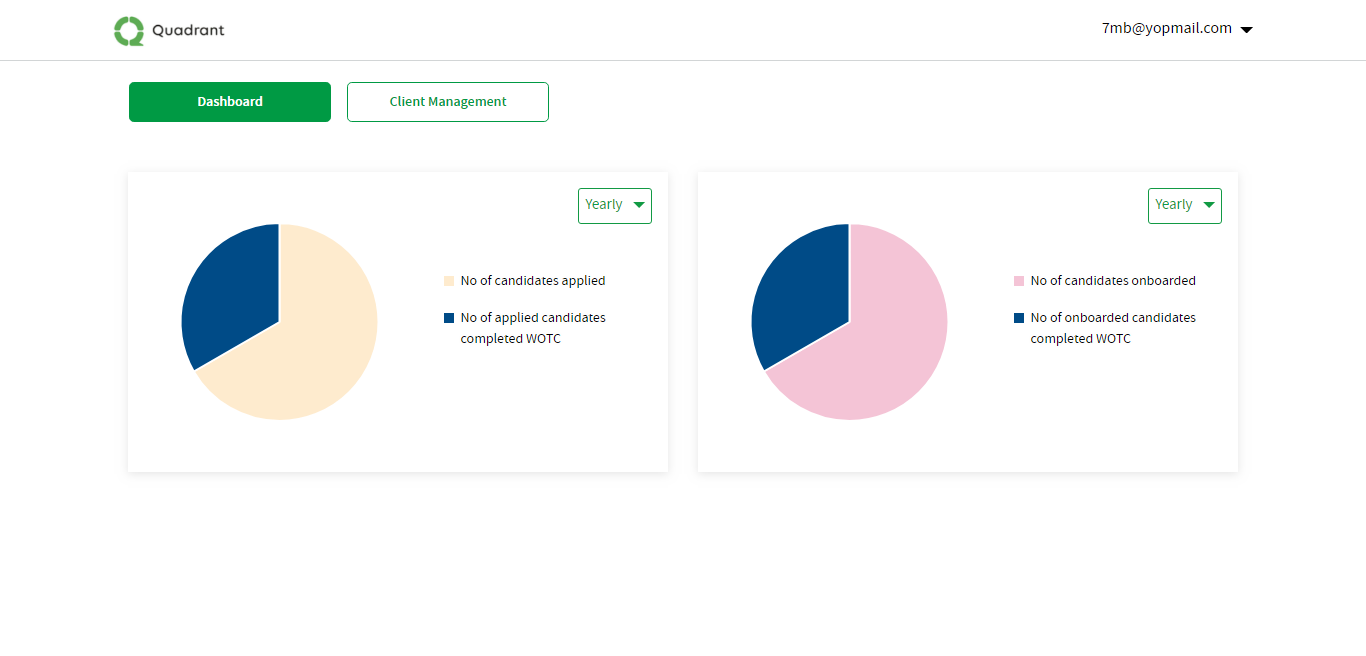 Quadrant
7mb@yopmail.com
Dashboard
Client Management
Yearly
No of candidates applied
No of applied candidates
completed WOTC
Yearly
No of candidates onboarded
No of onboarded candidates
completed WOTC